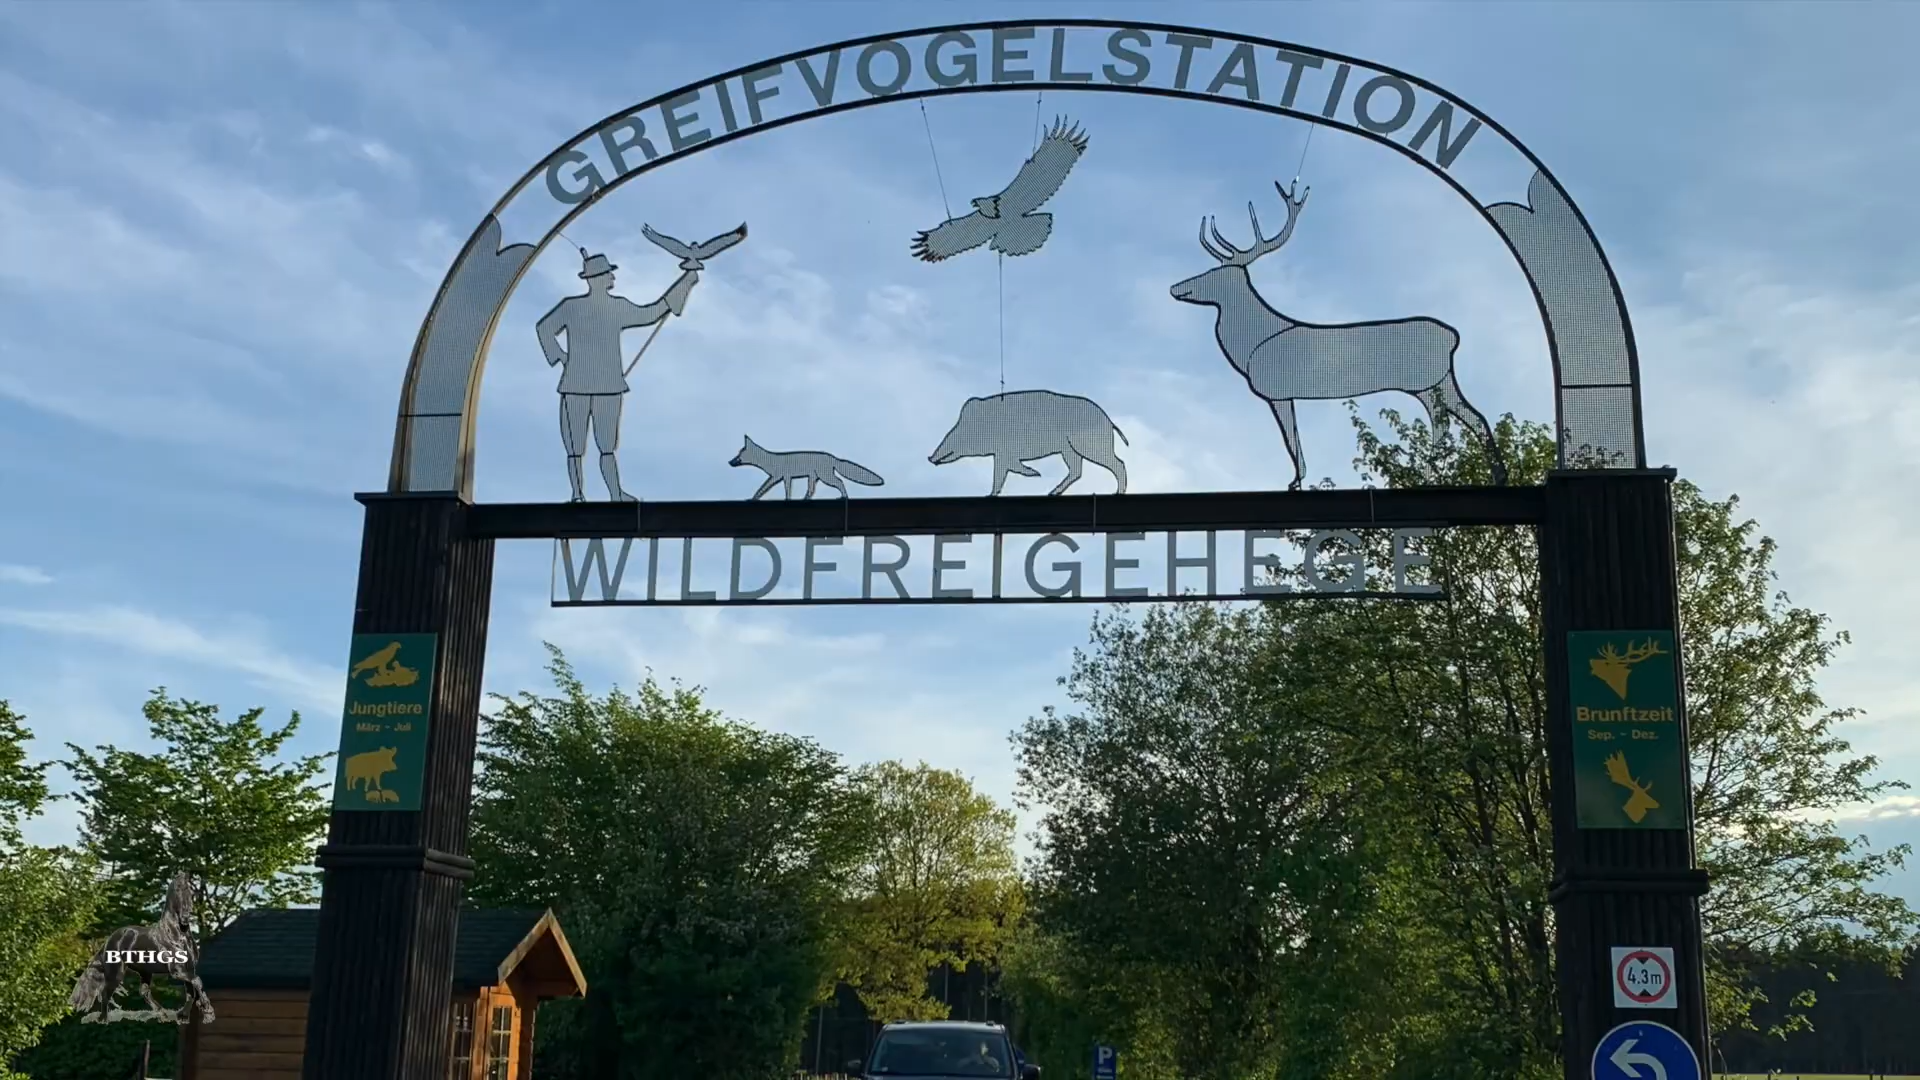 GREIFVOGELSTATION
WILDFREIGEHEGE
Jungtiere
März - Juli
Brunftzeit
Sep. - Dez.
4.3m
P
BTHGS